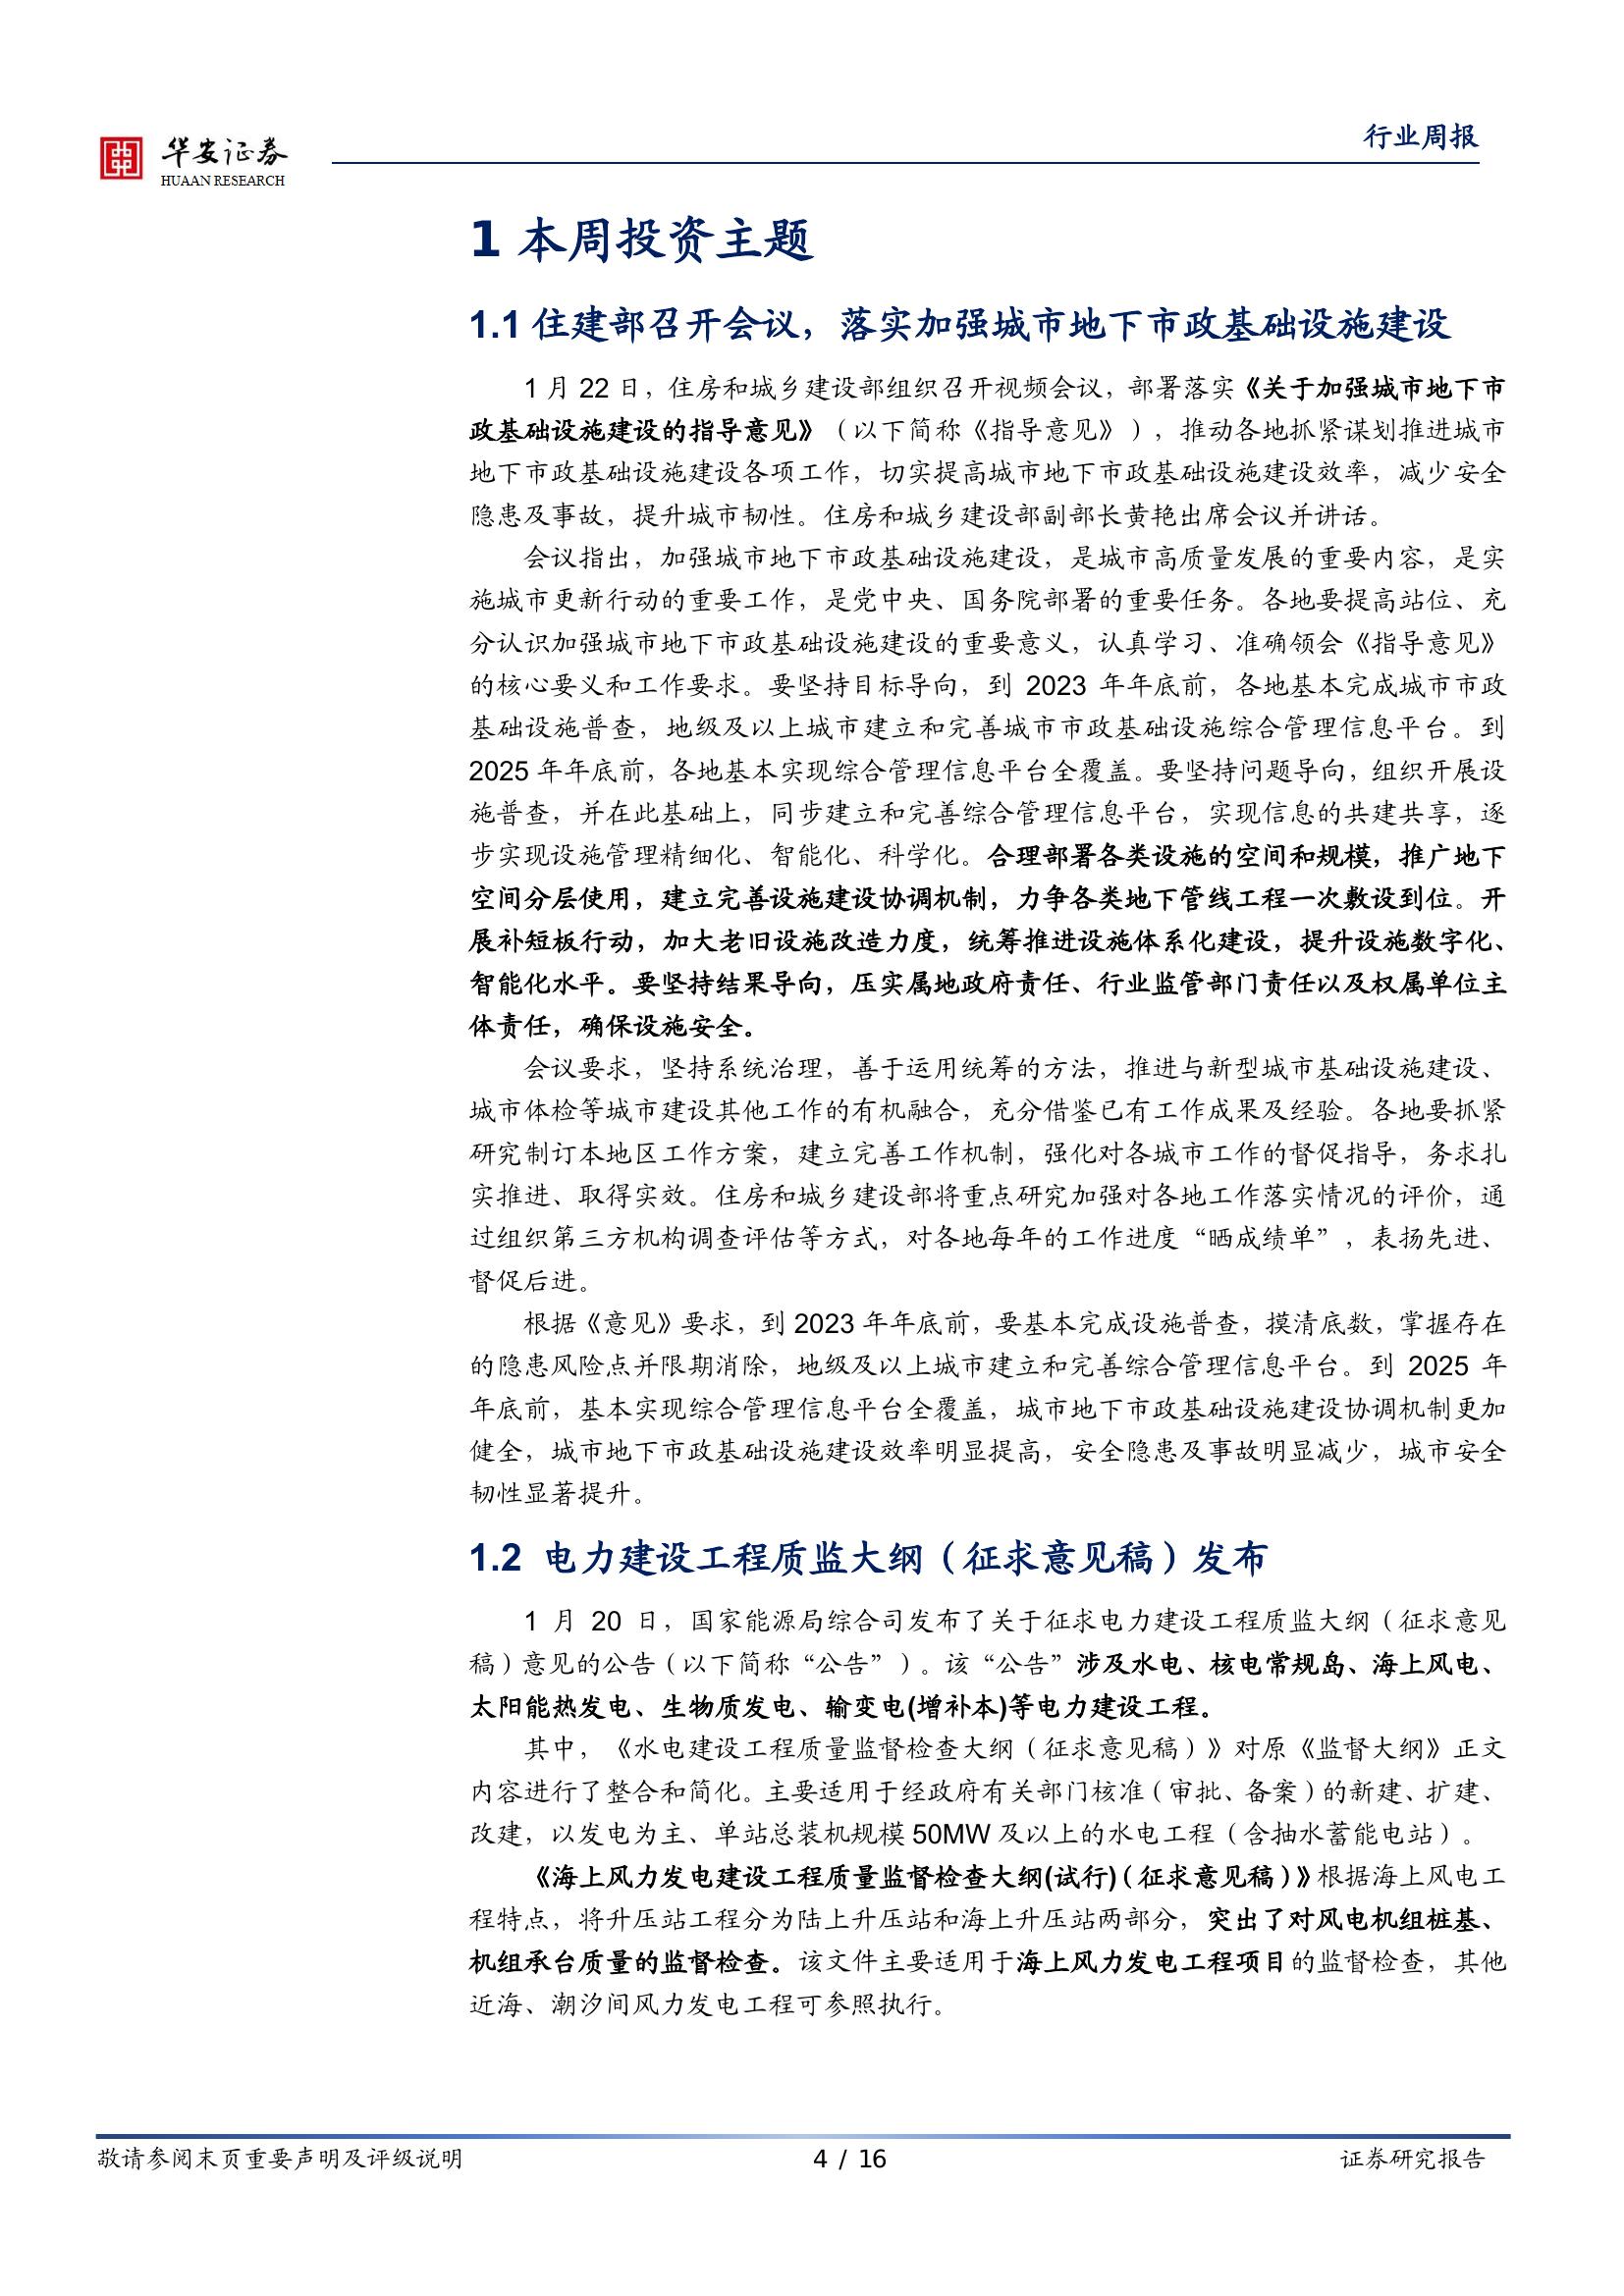 华安证券
HUAAN RESEARCH
行业周报
1 本周投资主题
1.1 住建部召开会议，落实加强城市地下市政基础设施建设
1 月 22 日，住房和城乡建设部组织召开视频会议，部署落实《关于加强城市地下市
政基础设施建设的指导意见》（以下简称《指导意见》），推动各地抓紧谋划推进城市
地下市政基础设施建设各项工作，切实提高城市地下市政基础设施建设效率，减少安全
隐患及事故，提升城市韧性。住房和城乡建设部副部长黄艳出席会议并讲话。
会议指出，加强城市地下市政基础设施建设，是城市高质量发展的重要内容，是实
施城市更新行动的重要工作，是党中央、国务院部署的重要任务。各地要提高站位、充
分认识加强城市地下市政基础设施建设的重要意义，认真学习、准确领会《指导意见》
的核心要义和工作要求。要坚持目标导向，到 2023 年年底前，各地基本完成城市市政
基础设施普查，地级及以上城市建立和完善城市市政基础设施综合管理信息平台。到
2025 年年底前，各地基本实现综合管理信息平台全覆盖。要坚持问题导向，组织开展设
施普查，并在此基础上，同步建立和完善综合管理信息平台，实现信息的共建共享，逐
步实现设施管理精细化、智能化、科学化。合理部署各类设施的空间和规模，推广地下
空间分层使用，建立完善设施建设协调机制，力争各类地下管线工程一次敷设到位。开
展补短板行动，加大老旧设施改造力度，统筹推进设施体系化建设，提升设施数字化、
智能化水平。要坚持结果导向，压实属地政府责任、行业监管部门责任以及权属单位主
体责任，确保设施安全。
会议要求，坚持系统治理，善于运用统筹的方法，推进与新型城市基础设施建设、
城市体检等城市建设其他工作的有机融合，充分借鉴已有工作成果及经验。各地要抓紧
研究制订本地区工作方案，建立完善工作机制，强化对各城市工作的督促指导，务求扎
实推进、取得实效。住房和城乡建设部将重点研究加强对各地工作落实情况的评价，通
过组织第三方机构调查评估等方式，对各地每年的工作进度“晒成绩单”，表扬先进、
督促后进。
根据《意见》要求，到 2023 年年底前，要基本完成设施普查，摸清底数，掌握存在
的隐患风险点并限期消除，地级及以上城市建立和完善综合管理信息平台。到 2025 年
年底前，基本实现综合管理信息平台全覆盖，城市地下市政基础设施建设协调机制更加
健全，城市地下市政基础设施建设效率明显提高，安全隐患及事故明显减少，城市安全
韧性显著提升。
1.2 电力建设工程质监大纲（征求意见稿）发布
1 月 20 日，国家能源局综合司发布了关于征求电力建设工程质监大纲（征求意见
稿）意见的公告（以下简称“公告”）。该“公告”涉及水电、核电常规岛、海上风电、
太阳能热发电、生物质发电、输变电(增补本)等电力建设工程。
其中，《水电建设工程质量监督检查大纲（征求意见稿）》对原《监督大纲》正文
内容进行了整合和简化。主要适用于经政府有关部门核准（审批、备案）的新建、扩建、
改建，以发电为主、单站总装机规模 50MW 及以上的水电工程（含抽水蓄能电站）。
《海上风力发电建设工程质量监督检查大纲(试行)（征求意见稿）》根据海上风电工
程特点，将升压站工程分为陆上升压站和海上升压站两部分，突出了对风电机组桩基、
机组承台质量的监督检查。该文件主要适用于海上风力发电工程项目的监督检查，其他
近海、潮汐间风力发电工程可参照执行。
敬请参阅末页重要声明及评级说明
4 / 16
证券研究报告